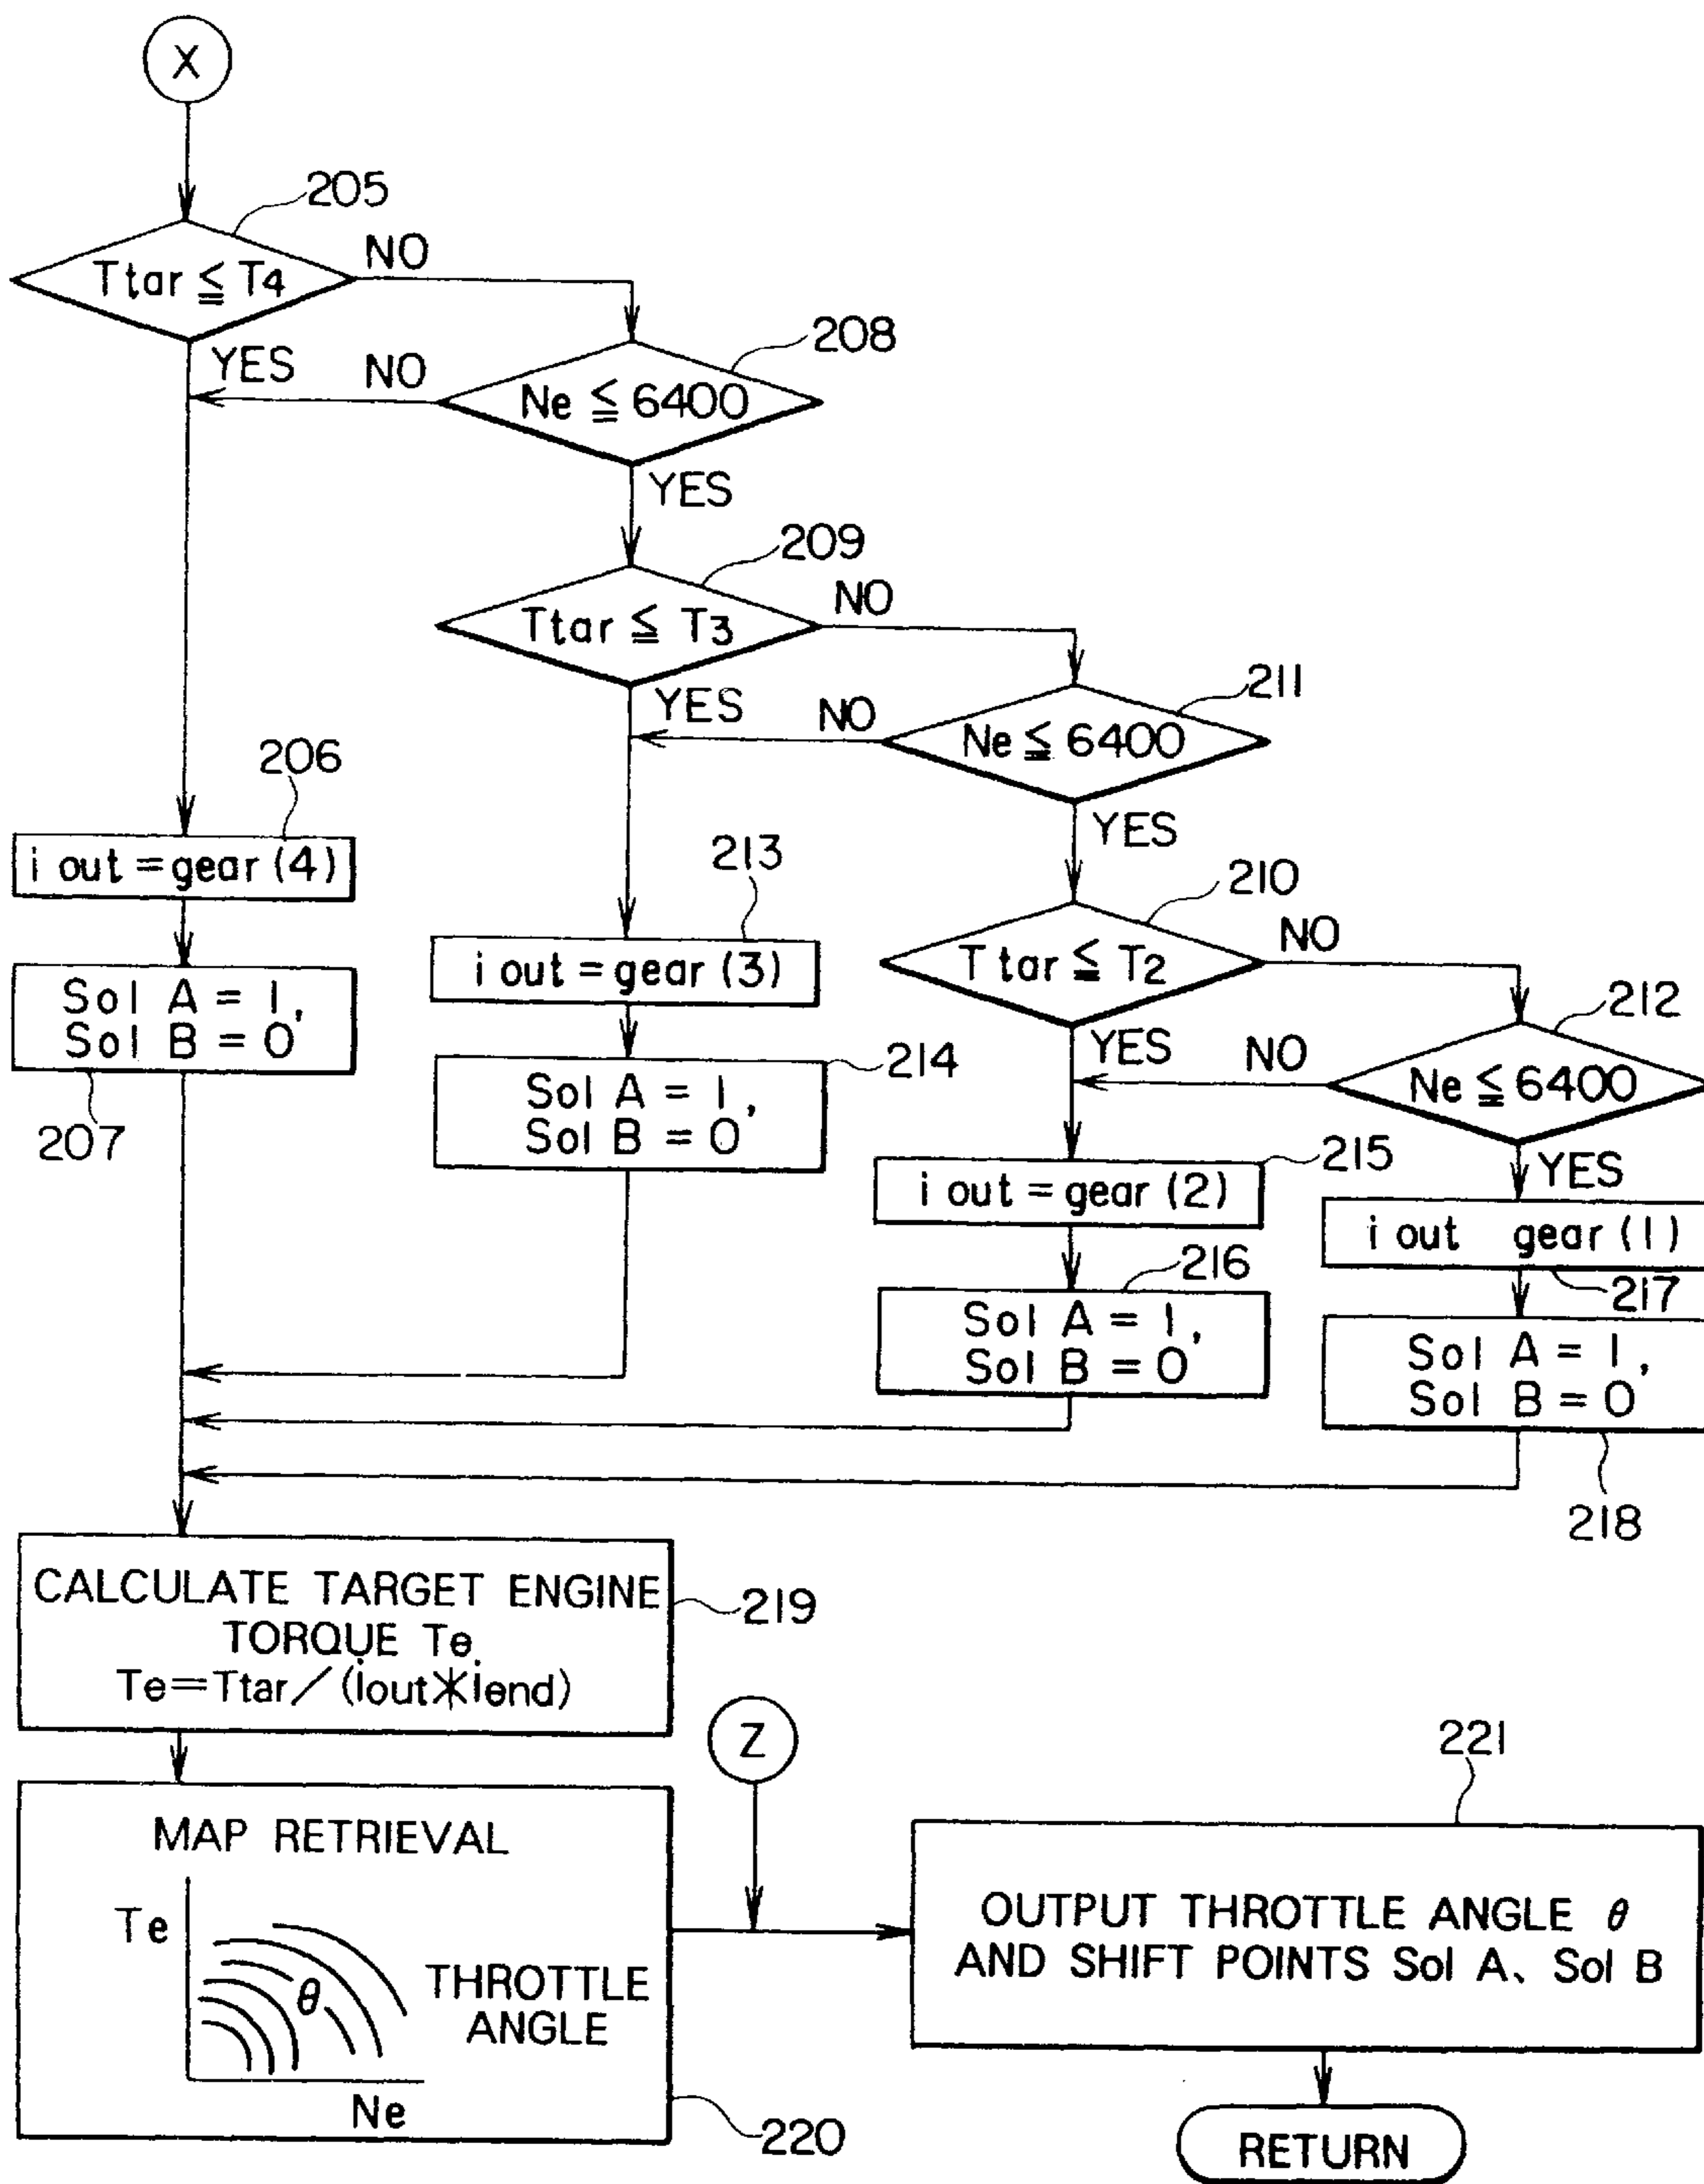 X
205
Ttar ≦ T4
NO
208
YES
NO
Ne ≦ 6400
YES
209
Ttar ≦ T3
NO
211
YES
NO
Ne ≦ 6400
206
YES
i out = gear (4)
213
210
i out = gear (3)
T tar ≦ T2
NO
Sol A = 1,
Sol B = 0
212
207
214
YES
NO
Ne ≦ 6400
Sol A = 1,
Sol B = 0
215
YES
i out = gear (2)
i out gear (1)
216
217
Sol A = 1,
Sol B = 0
Sol A = 1,
Sol B = 0
218
CALCULATE TARGET ENGINE
TORQUE Te
Te=Ttar/(iout*iend)
219
Z
221
MAP RETRIEVAL
Te
θ
THROTTLE
ANGLE
Ne
220
OUTPUT THROTTLE ANGLE θ
AND SHIFT POINTS Sol A、Sol B
RETURN